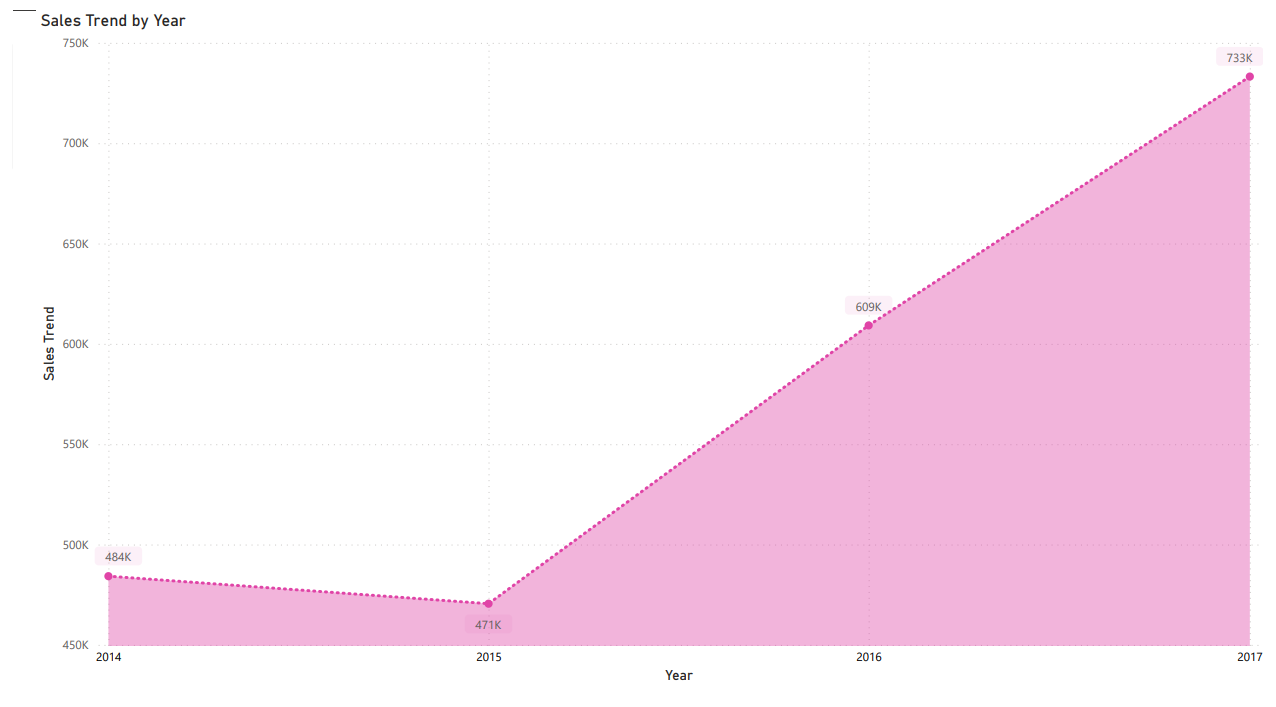 Sales Trend by Year
750K
733K
700K
650K
609K
600K
Sales Trend
550K
500K
484K
471K
450K
2014
2015
2016
2017
Year